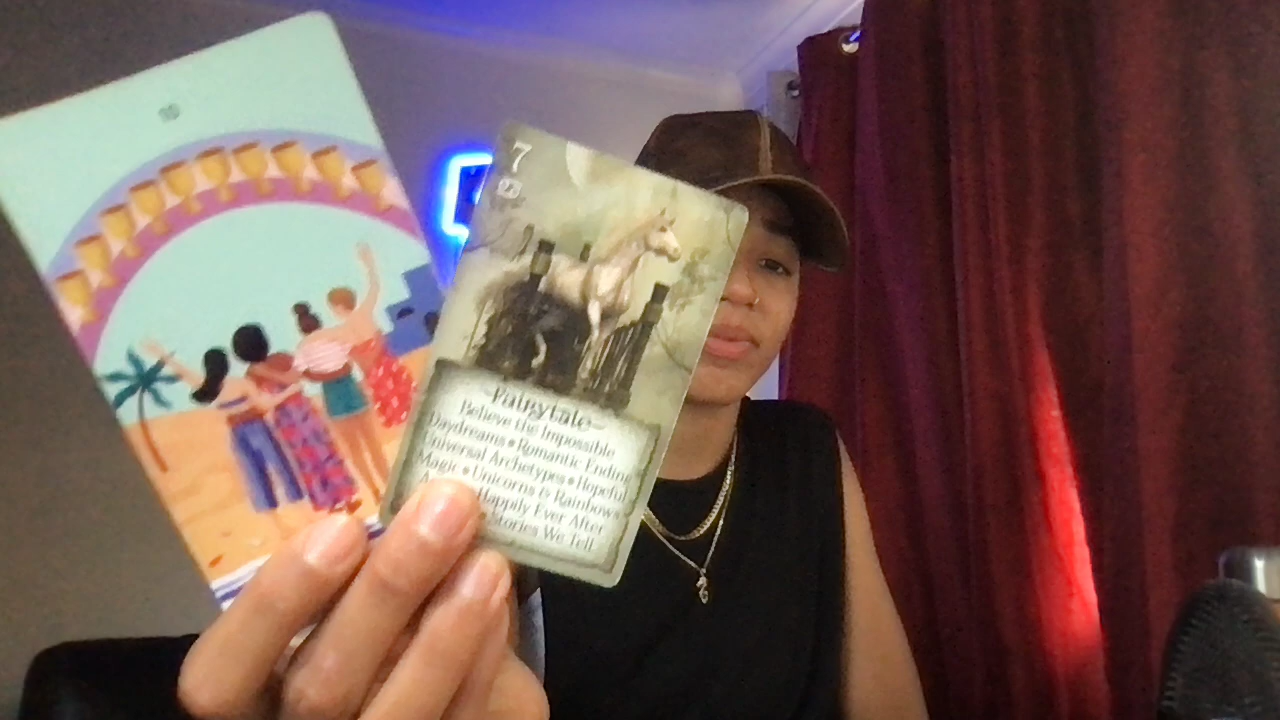 7
Fairytale
Believe the Impossible
Daydreams • Romantic Ending
Universal Archetypes • Hopeful
Magic • Unicorns & Rainbows
Happily Ever After
Stories We Tell